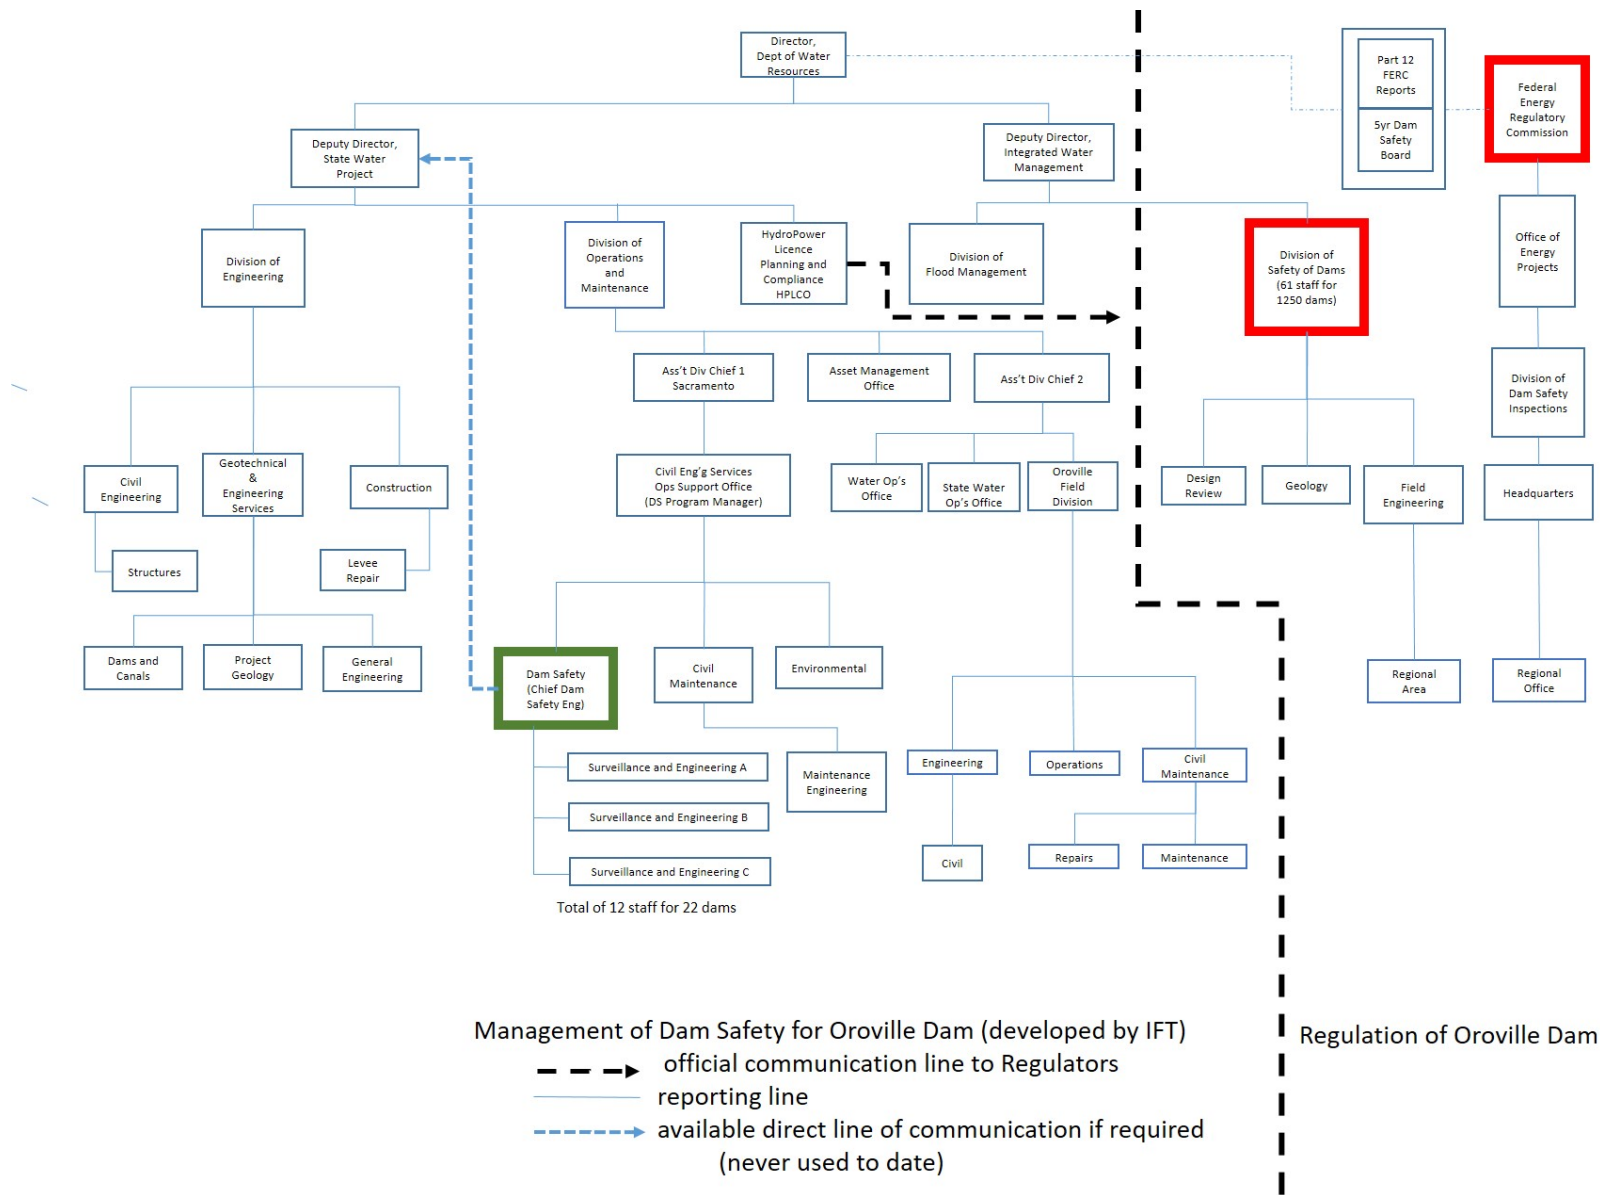 Director,
Dept of Water
Resources
Part 12
FERC
Reports
5yr Dam
Safety
Board
Federal
Energy
Regulatory
Commission
Deputy Director,
State Water
Project
Deputy Director,
Integrated Water
Management
Division of
Engineering
Division of
Operations
and
Maintenance
HydroPower
Licence
Planning and
Compliance
HPLCO
Division of
Flood Management
Division of
Safety of Dams
(61 staff for
1250 dams)
Office of
Energy
Projects
Ass't Div Chief 1
Sacramento
Asset Management
Office
Ass't Div Chief 2
Division of
Dam Safety
Inspections
Civil
Engineering
Geotechnical
&
Engineering
Services
Construction
Civil Eng'g Services
Ops Support Office
(DS Program Manager)
Water Op's
Office
State Water
Op's Office
Oroville
Field
Division
Design
Review
Geology
Field
Engineering
Headquarters
Structures
Levee
Repair
Dams and
Canals
Project
Geology
General
Engineering
Dam Safety
(Chief Dam
Safety Eng)
Civil
Maintenance
Environmental
Regional
Area
Regional
Office
Surveillance and Engineering A
Surveillance and Engineering B
Surveillance and Engineering C
Total of 12 staff for 22 dams
Maintenance
Engineering
Engineering
Operations
Civil
Maintenance
Civil
Repairs
Maintenance
Management of Dam Safety for Oroville Dam (developed by IFT)
official communication line to Regulators
reporting line
available direct line of communication if required
(never used to date)
Regulation of Oroville Dam